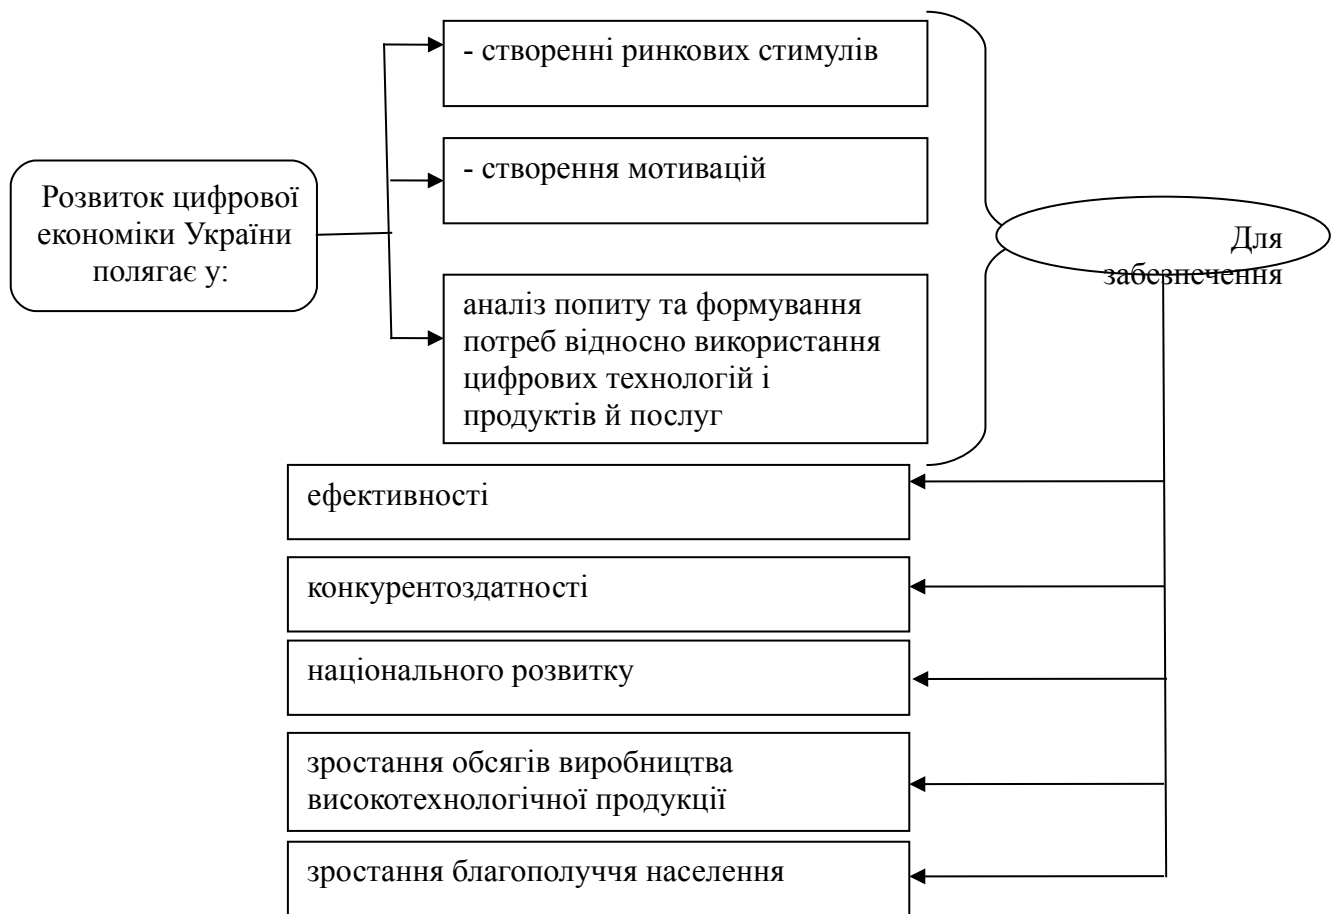 - створенні ринкових стимулів
- створення мотивацій
Розвиток цифрової
економіки України
полягає у:
Для
забезпечення
аналіз попиту та формування
потреб відносно використання
цифрових технологій і
продуктів й послуг
ефективності
конкурентоздатності
національного розвитку
зростання обсягів виробництва
високотехнологічної продукції
зростання благополуччя населення